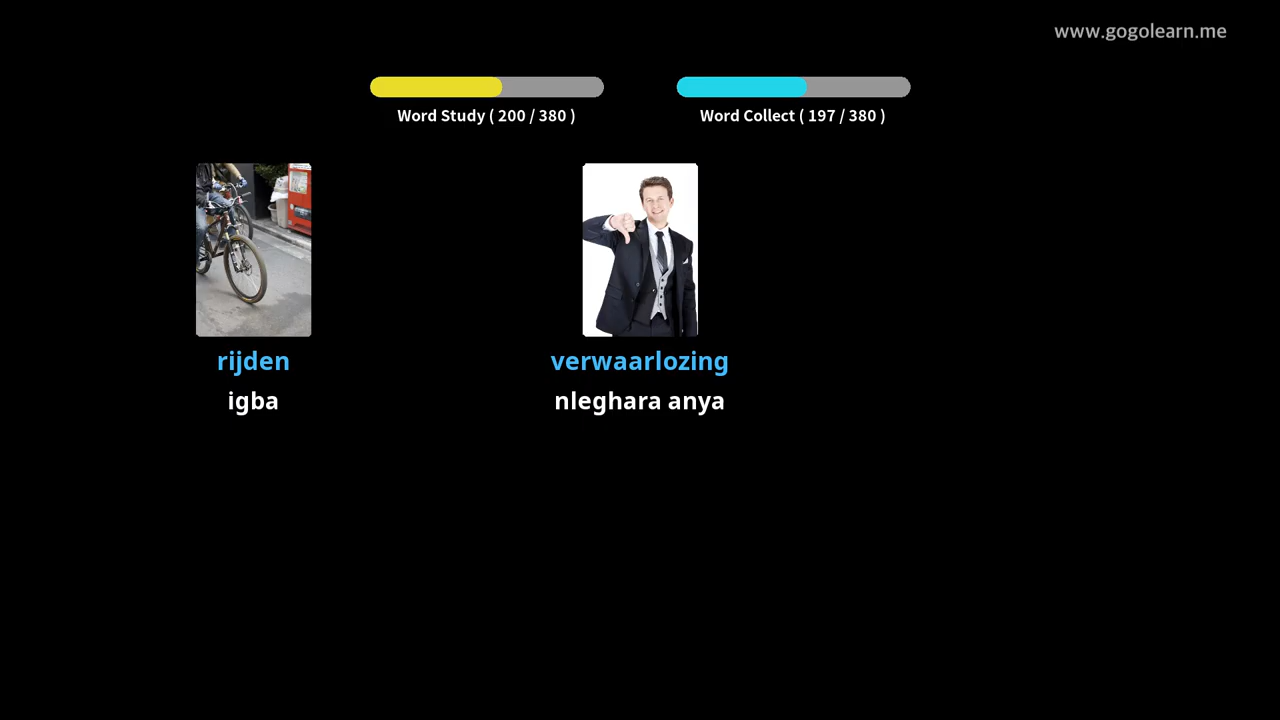 www.gogolearn.me
Word Study ( 200 / 380 )
Word Collect ( 197 / 380 )
rijden
igba
verwaarlozing
nleghara anya